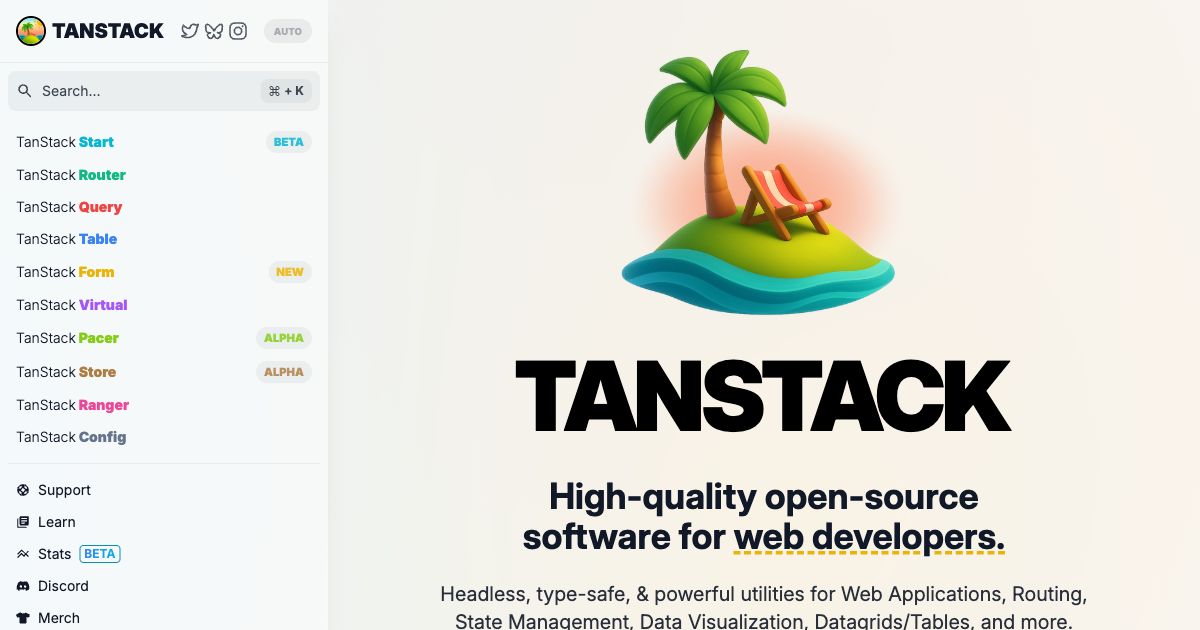 TANSTACK
AUTO
Search...
⌘ + K
TanStack Start BETA
TanStack Router
TanStack Query
TanStack Table
TanStack Form NEW
TanStack Virtual
TanStack Pacer ALPHA
TanStack Store ALPHA
TanStack Ranger
TanStack Config
Support
Learn
Stats BETA
Discord
Merch
TANSTACK
High-quality open-source
software for web developers.
Headless, type-safe, & powerful utilities for Web Applications, Routing,
State Management, Data Visualization, Datagrids/Tables, and more.